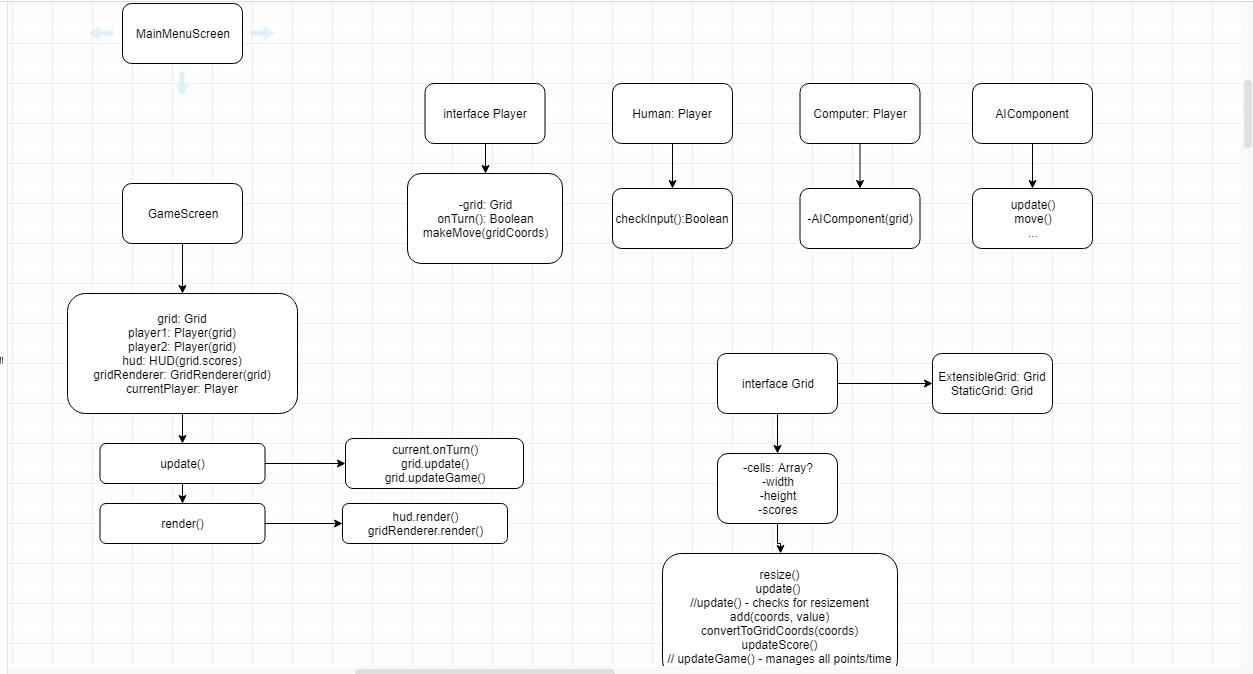 MainMenuScreen
interface Player
Human: Player
Computer: Player
AIComponent
-grid: Grid
onTurn(): Boolean
makeMove(gridCoords)
checkInput():Boolean
-AIComponent(grid)
update()
move()
...
GameScreen
grid: Grid
player1: Player(grid)
player2: Player(grid)
hud: HUD(grid.scores)
gridRenderer: GridRenderer(grid)
currentPlayer: Player
update()
current.onTurn()
grid.update()
grid.updateGame()
render()
hud.render()
gridRenderer.render()
interface Grid
ExtensibleGrid: Grid
StaticGrid: Grid
-cells: Array?
-width
-height
-scores
resize()
update()
//update() - checks for resizement
add(coords, value)
convertToGridCoords(coords)
updateScore()
// updateGame() - manages all points/time